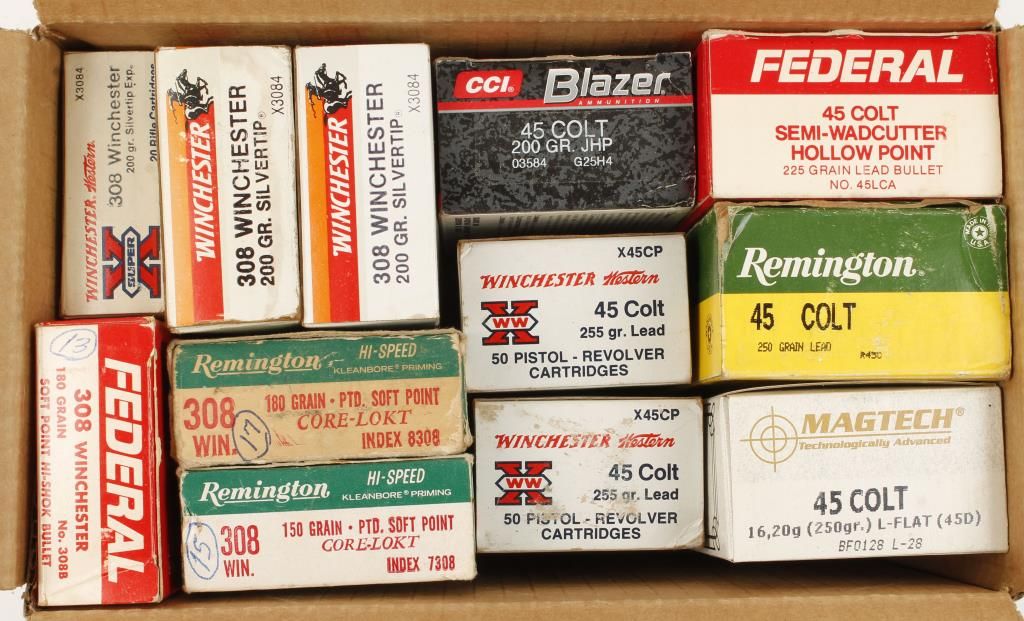 X3084
WINCHESTER Western
308 Winchester
200 gr. Silvertip Exp.
20 Rifle Cartridges
SUPER X
X3084
WINCHESTER
308 WINCHESTER
200 GR. SILVERTIP®
X3084
WINCHESTER
308 WINCHESTER
200 GR. SILVERTIP®
CCI® Blazer
AMMUNITION
45 COLT
200 GR. JHP
03584 G25H4
FEDERAL
45 COLT
SEMI-WADCUTTER
HOLLOW POINT
225 GRAIN LEAD BULLET
NO. 45LCA
X45CP
WINCHESTER Western
WW
45 Colt
255 gr. Lead
50 PISTOL - REVOLVER
CARTRIDGES
MADE IN U.S.A.
Remington®
45 COLT
250 GRAIN LEAD
13
FEDERAL
308 WINCHESTER
No. 308B
180 GRAIN
SOFT POINT HI-SHOK BULLET
Remington HI-SPEED
KLEANBORE® PRIMING
308 WIN.
17
180 GRAIN • PTD. SOFT POINT
CORE-LOKT
INDEX 8308
Remington HI-SPEED
KLEANBORE® PRIMING
15
308 WIN.
150 GRAIN • PTD. SOFT POINT
CORE-LOKT
INDEX 7308
X45CP
WINCHESTER Western
WW
45 Colt
255 gr. Lead
50 PISTOL - REVOLVER
CARTRIDGES
MAGTECH®
Technologically Advanced
45 COLT
16,20g (250gr.) L-FLAT (45D)
BF0128 L-28